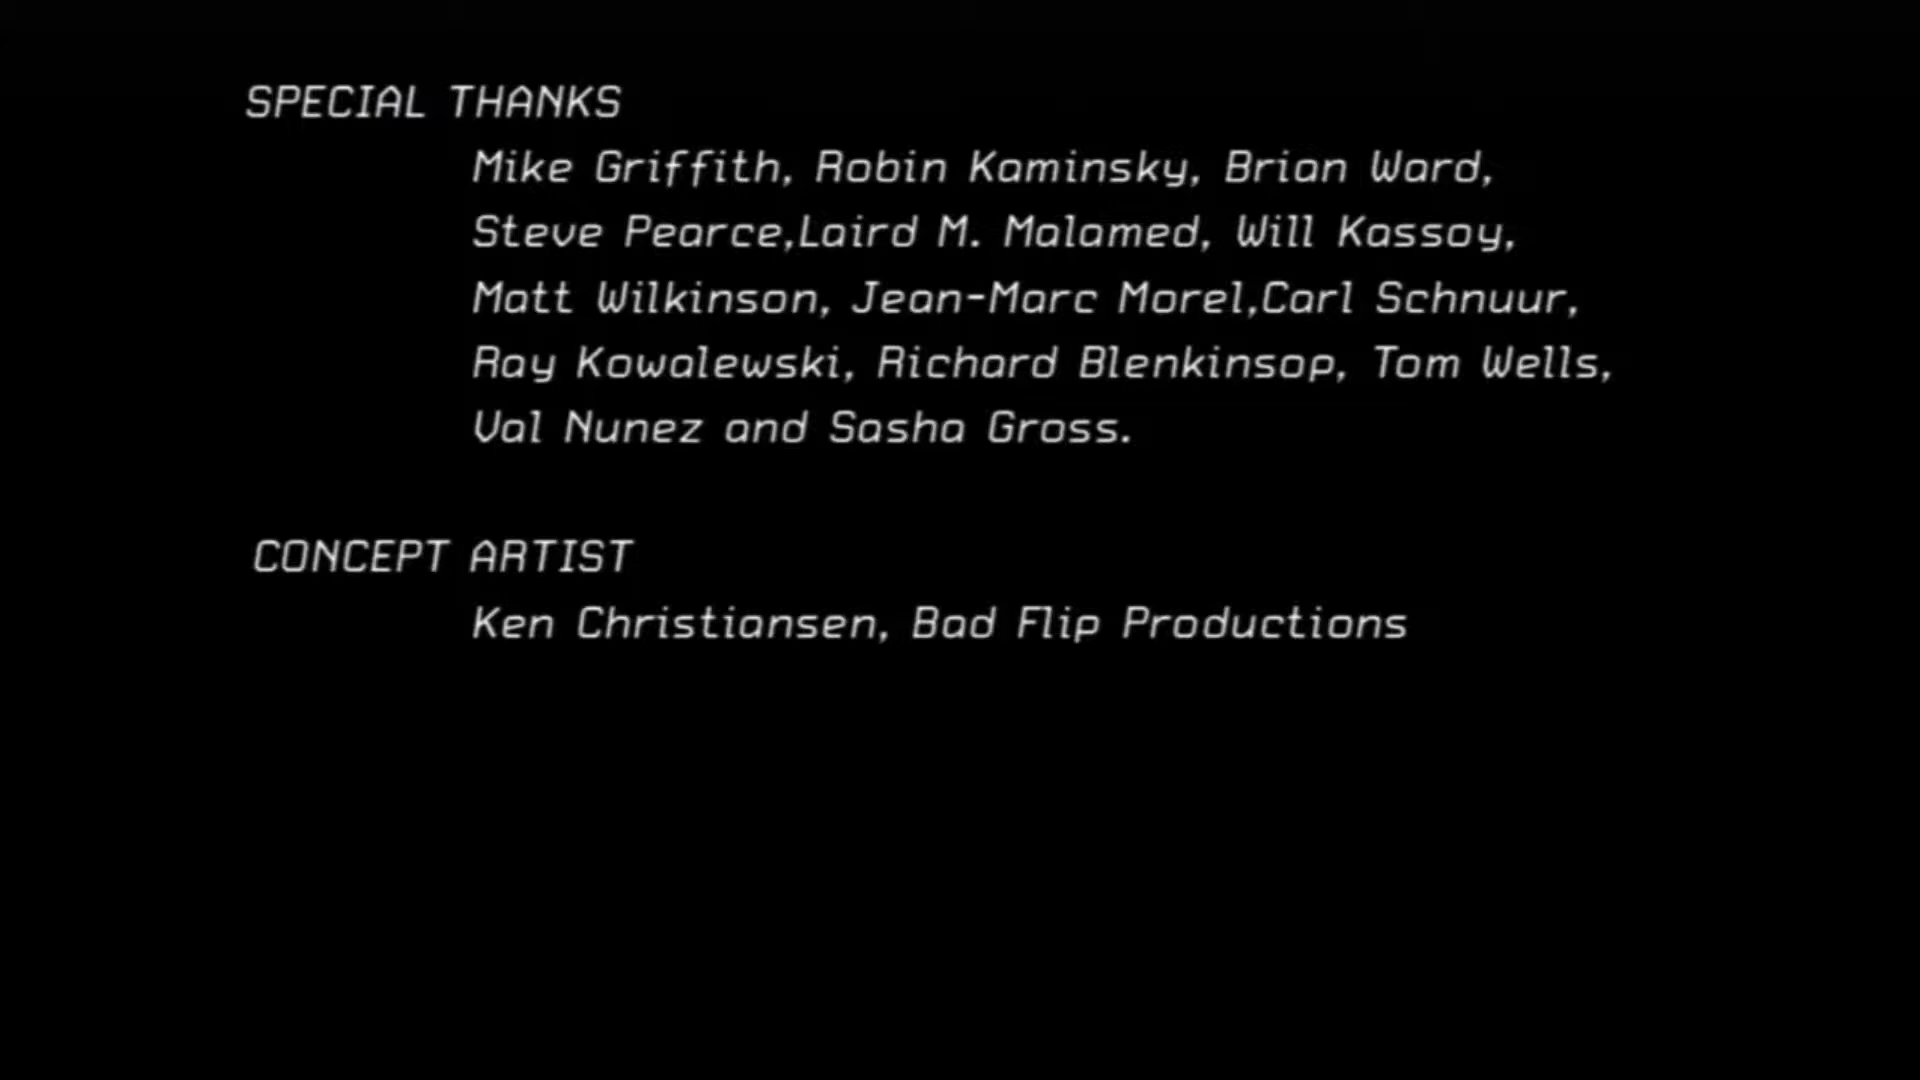 SPECIAL THANKS
Mike Griffith, Robin Kaminsky, Brian Ward,
Steve Pearce,Laird M. Malamed, Will Kassoy,
Matt Wilkinson, Jean-Marc Morel,Carl Schnuur,
Ray Kowalewski, Richard Blenkinsop, Tom Wells,
Val Nunez and Sasha Gross.
CONCEPT ARTIST
Ken Christiansen, Bad Flip Productions